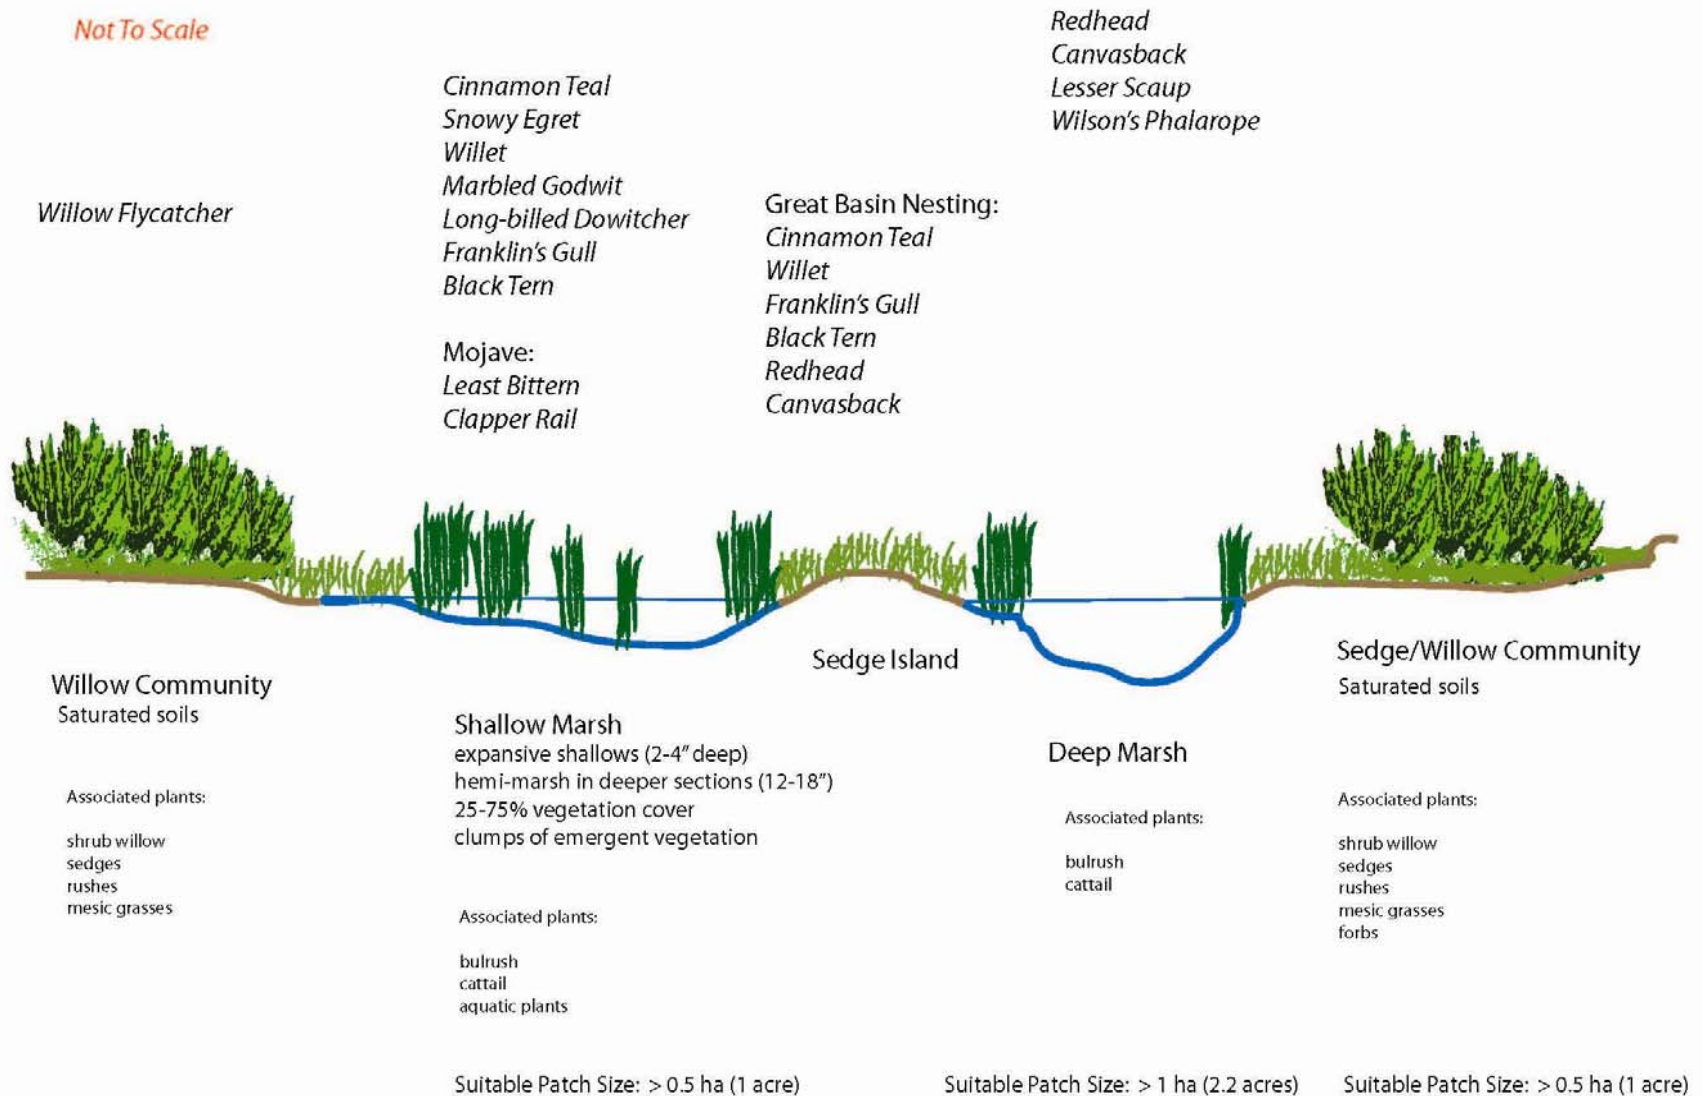 Not To Scale
Redhead
Canvasback
Lesser Scaup
Wilson's Phalarope
Cinnamon Teal
Snowy Egret
Willet
Marbled Godwit
Long-billed Dowitcher
Franklin's Gull
Black Tern
Mojave:
Least Bittern
Clapper Rail
Willow Flycatcher
Great Basin Nesting:
Cinnamon Teal
Willet
Franklin's Gull
Black Tern
Redhead
Canvasback
Willow Community
Saturated soils
Associated plants:
shrub willow
sedges
rushes
mesic grasses
Shallow Marsh
expansive shallows (2-4" deep)
hemi-marsh in deeper sections (12-18")
25-75% vegetation cover
clumps of emergent vegetation
Associated plants:
bulrush
cattail
aquatic plants
Suitable Patch Size: > 0.5 ha (1 acre)
Sedge Island
Deep Marsh
Associated plants:
bulrush
cattail
Suitable Patch Size: > 1 ha (2.2 acres)
Sedge/Willow Community
Saturated soils
Associated plants:
shrub willow
sedges
rushes
mesic grasses
forbs
Suitable Patch Size: > 0.5 ha (1 acre)